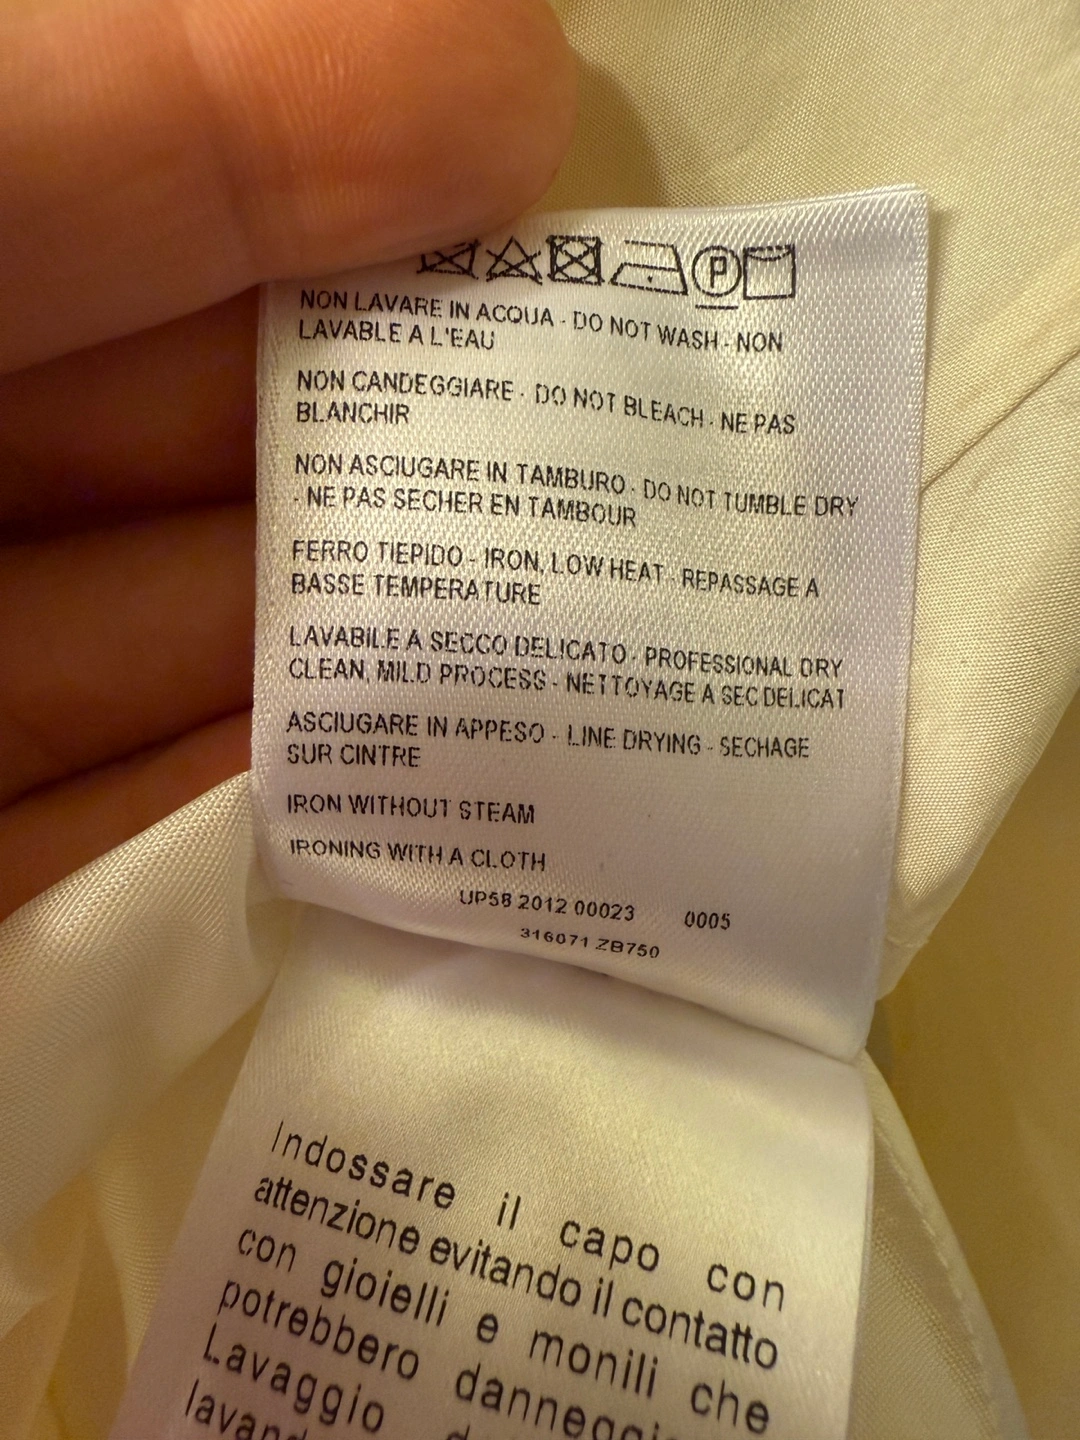 NON LAVARE IN ACQUA - DO NOT WASH - NON
LAVABLE A L'EAU
NON CANDEGGIARE - DO NOT BLEACH - NE PAS
BLANCHIR
NON ASCIUGARE IN TAMBURO - DO NOT TUMBLE DRY
- NE PAS SECHER EN TAMBOUR
FERRO TIEPIDO - IRON, LOW HEAT - REPASSAGE A
BASSE TEMPERATURE
LAVABILE A SECCO DELICATO - PROFESSIONAL DRY
CLEAN, MILD PROCESS - NETTOYAGE A SEC DELICAT
ASCIUGARE IN APPESO - LINE DRYING - SECHAGE
SUR CINTRE
IRON WITHOUT STEAM
IRONING WITH A CLOTH
UP58 2012 00023 0005
316071 ZB750
Indossare il capo con
attenzione evitando il contatto
con gioielli e monili che
potrebbero
Lavaggio